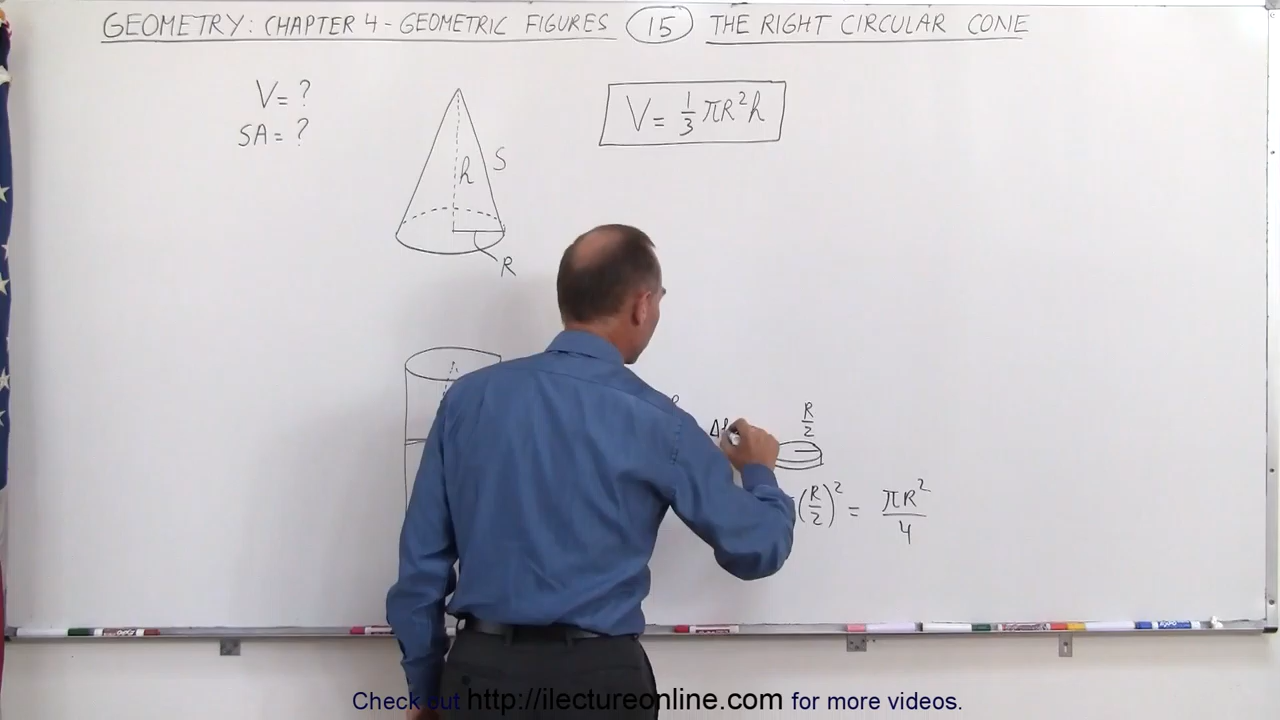 GEOMETRY: CHAPTER 4 - GEOMETRIC FIGURES 15 THE RIGHT CIRCULAR CONE
V = ?
SA = ?
h
S
R
V = 1/3 πR²h
R/2
(R/2)² = πR²/4
Check out http://ilectureonline.com for more videos.